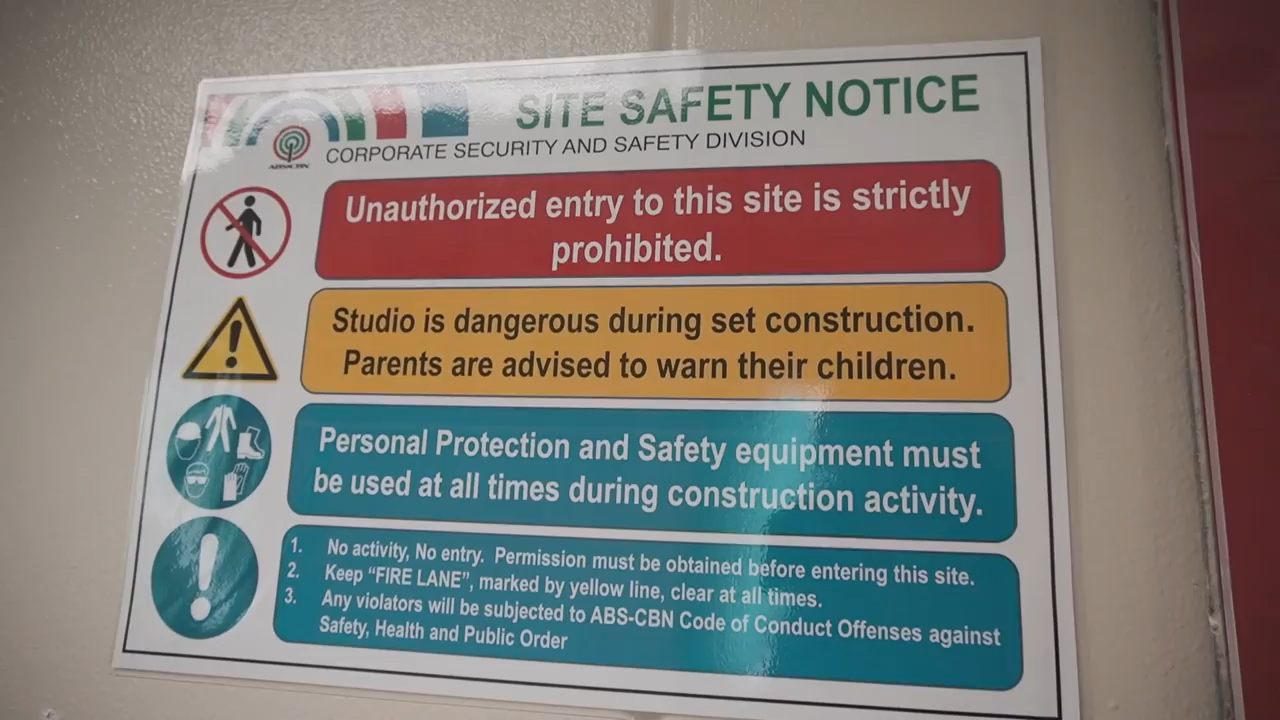 SITE SAFETY NOTICE
ABS-CBN
CORPORATE SECURITY AND SAFETY DIVISION
Unauthorized entry to this site is strictly
prohibited.
Studio is dangerous during set construction.
Parents are advised to warn their children.
Personal Protection and Safety equipment must
be used at all times during construction activity.
1. No activity, No entry. Permission must be obtained before entering this site.
2. Keep “FIRE LANE”, marked by yellow line, clear at all times.
3. Any violators will be subjected to ABS-CBN Code of Conduct Offenses against
Safety, Health and Public Order